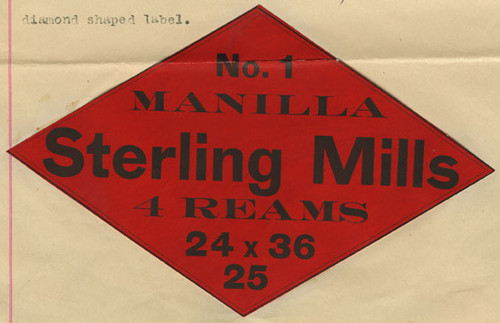 diamond shaped label.
No. 1
MANILLA
Sterling Mills
4 REAMS
24 x 36
25